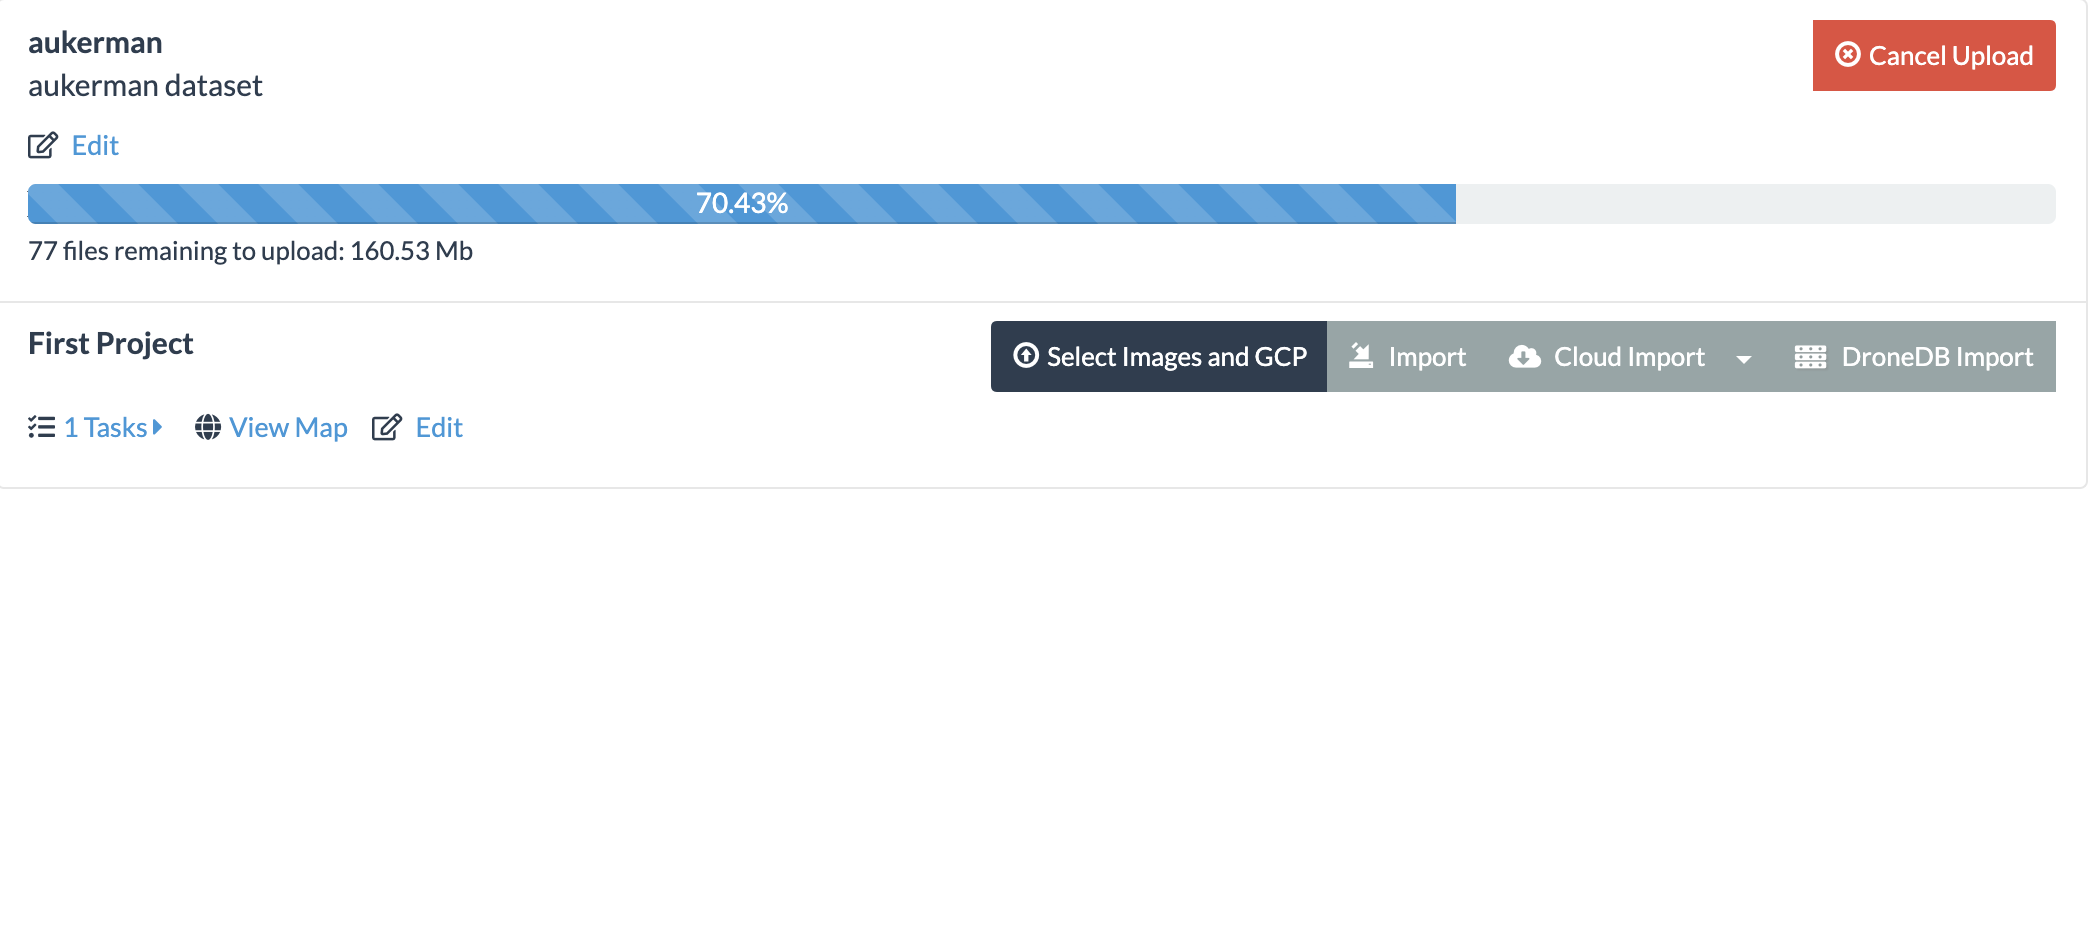 aukerman
Cancel Upload
aukerman dataset
Edit
70.43%
77 files remaining to upload: 160.53 Mb
First Project
Select Images and GCP Import Cloud Import DroneDB Import
1 Tasks View Map Edit